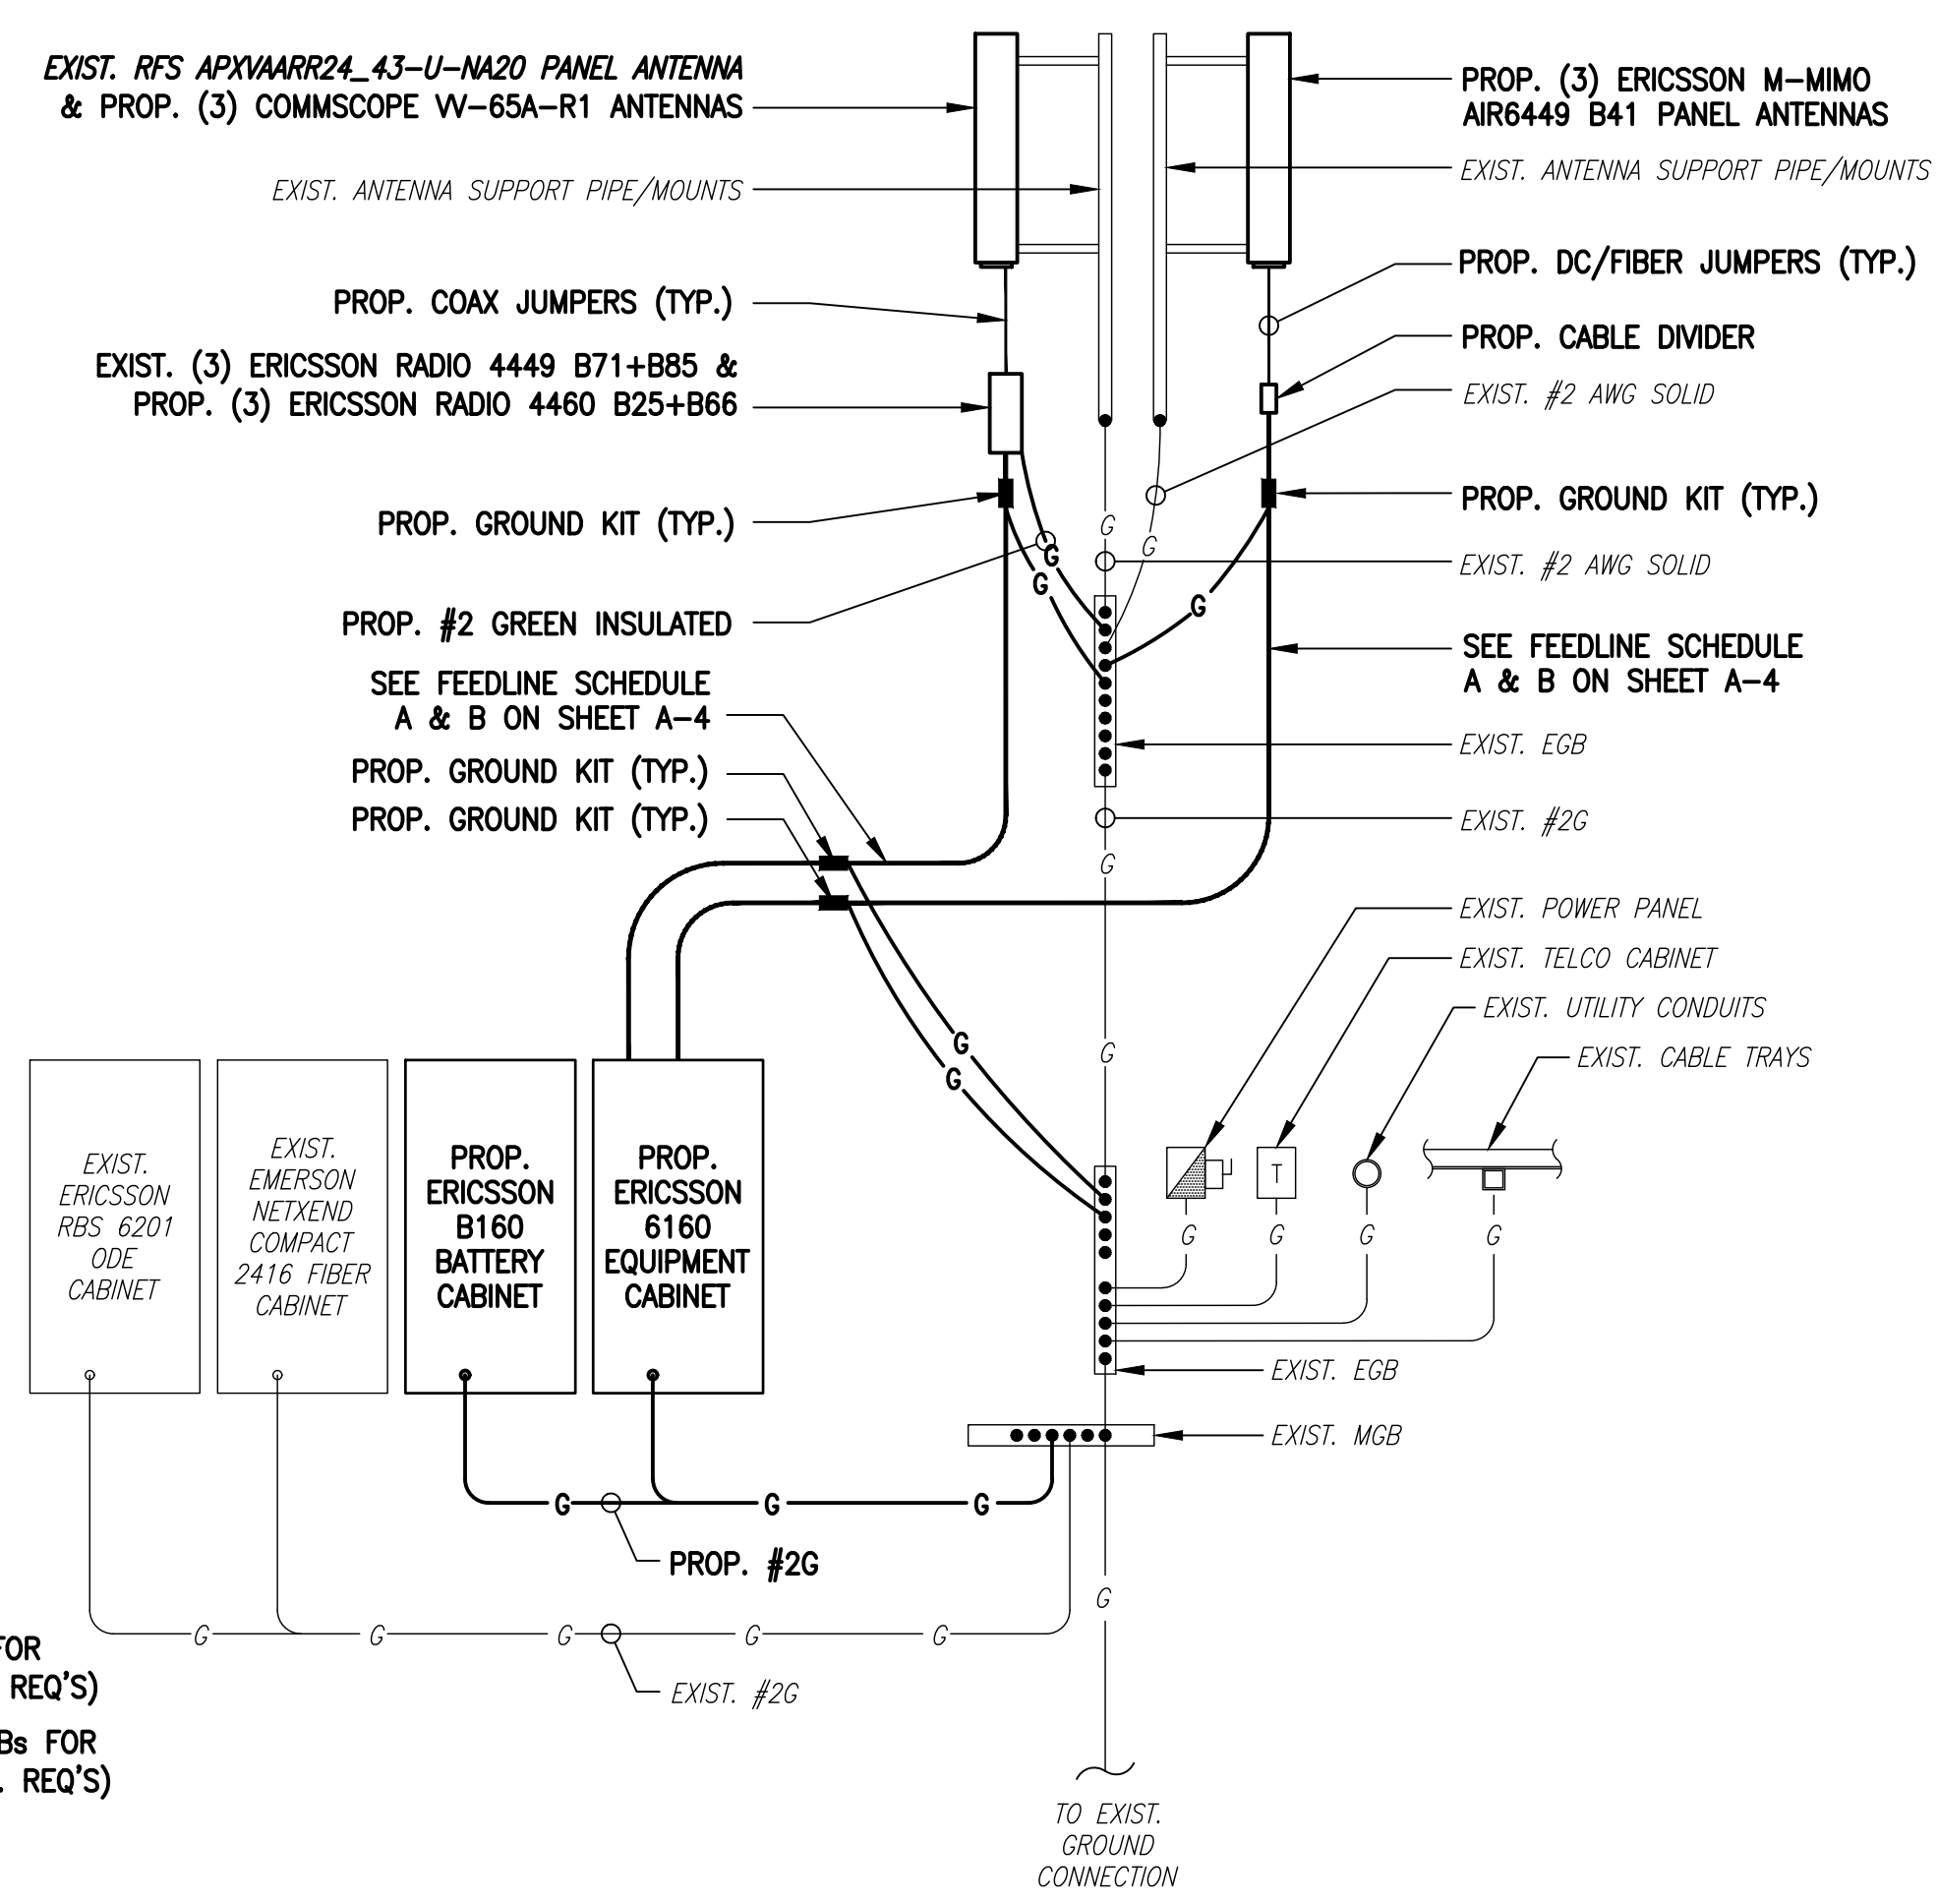 EXIST. RFS APXVAARR24_43-U-NA20 PANEL ANTENNA
& PROP. (3) COMMSCOPE VV-65A-R1 ANTENNAS
EXIST. ANTENNA SUPPORT PIPE/MOUNTS
PROP. COAX JUMPERS (TYP.)
EXIST. (3) ERICSSON RADIO 4449 B71+B85 &
PROP. (3) ERICSSON RADIO 4460 B25+B66
PROP. GROUND KIT (TYP.)
PROP. #2 GREEN INSULATED
SEE FEEDLINE SCHEDULE
A & B ON SHEET A-4
PROP. GROUND KIT (TYP.)
PROP. GROUND KIT (TYP.)
PROP. (3) ERICSSON M-MIMO
AIR6449 B41 PANEL ANTENNAS
EXIST. ANTENNA SUPPORT PIPE/MOUNTS
PROP. DC/FIBER JUMPERS (TYP.)
PROP. CABLE DIVIDER
EXIST. #2 AWG SOLID
PROP. GROUND KIT (TYP.)
EXIST. #2 AWG SOLID
SEE FEEDLINE SCHEDULE
A & B ON SHEET A-4
EXIST. EGB
EXIST. #2G
EXIST. POWER PANEL
EXIST. TELCO CABINET
EXIST. UTILITY CONDUITS
EXIST. CABLE TRAYS
G
G
G
G
G
G
G
G
G
EXIST.
ERICSSON
RBS 6201
ODE
CABINET
EXIST.
EMERSON
NETXEND
COMPACT
2416 FIBER
CABINET
PROP.
ERICSSON
B160
BATTERY
CABINET
PROP.
ERICSSON
6160
EQUIPMENT
CABINET
T
G
G
G
G
EXIST. EGB
EXIST. MGB
G
G
G
PROP. #2G
G
G
G
G
G
G
EXIST. #2G
FOR
REQ'S)
Bs FOR
. REQ'S)
TO EXIST.
GROUND
CONNECTION